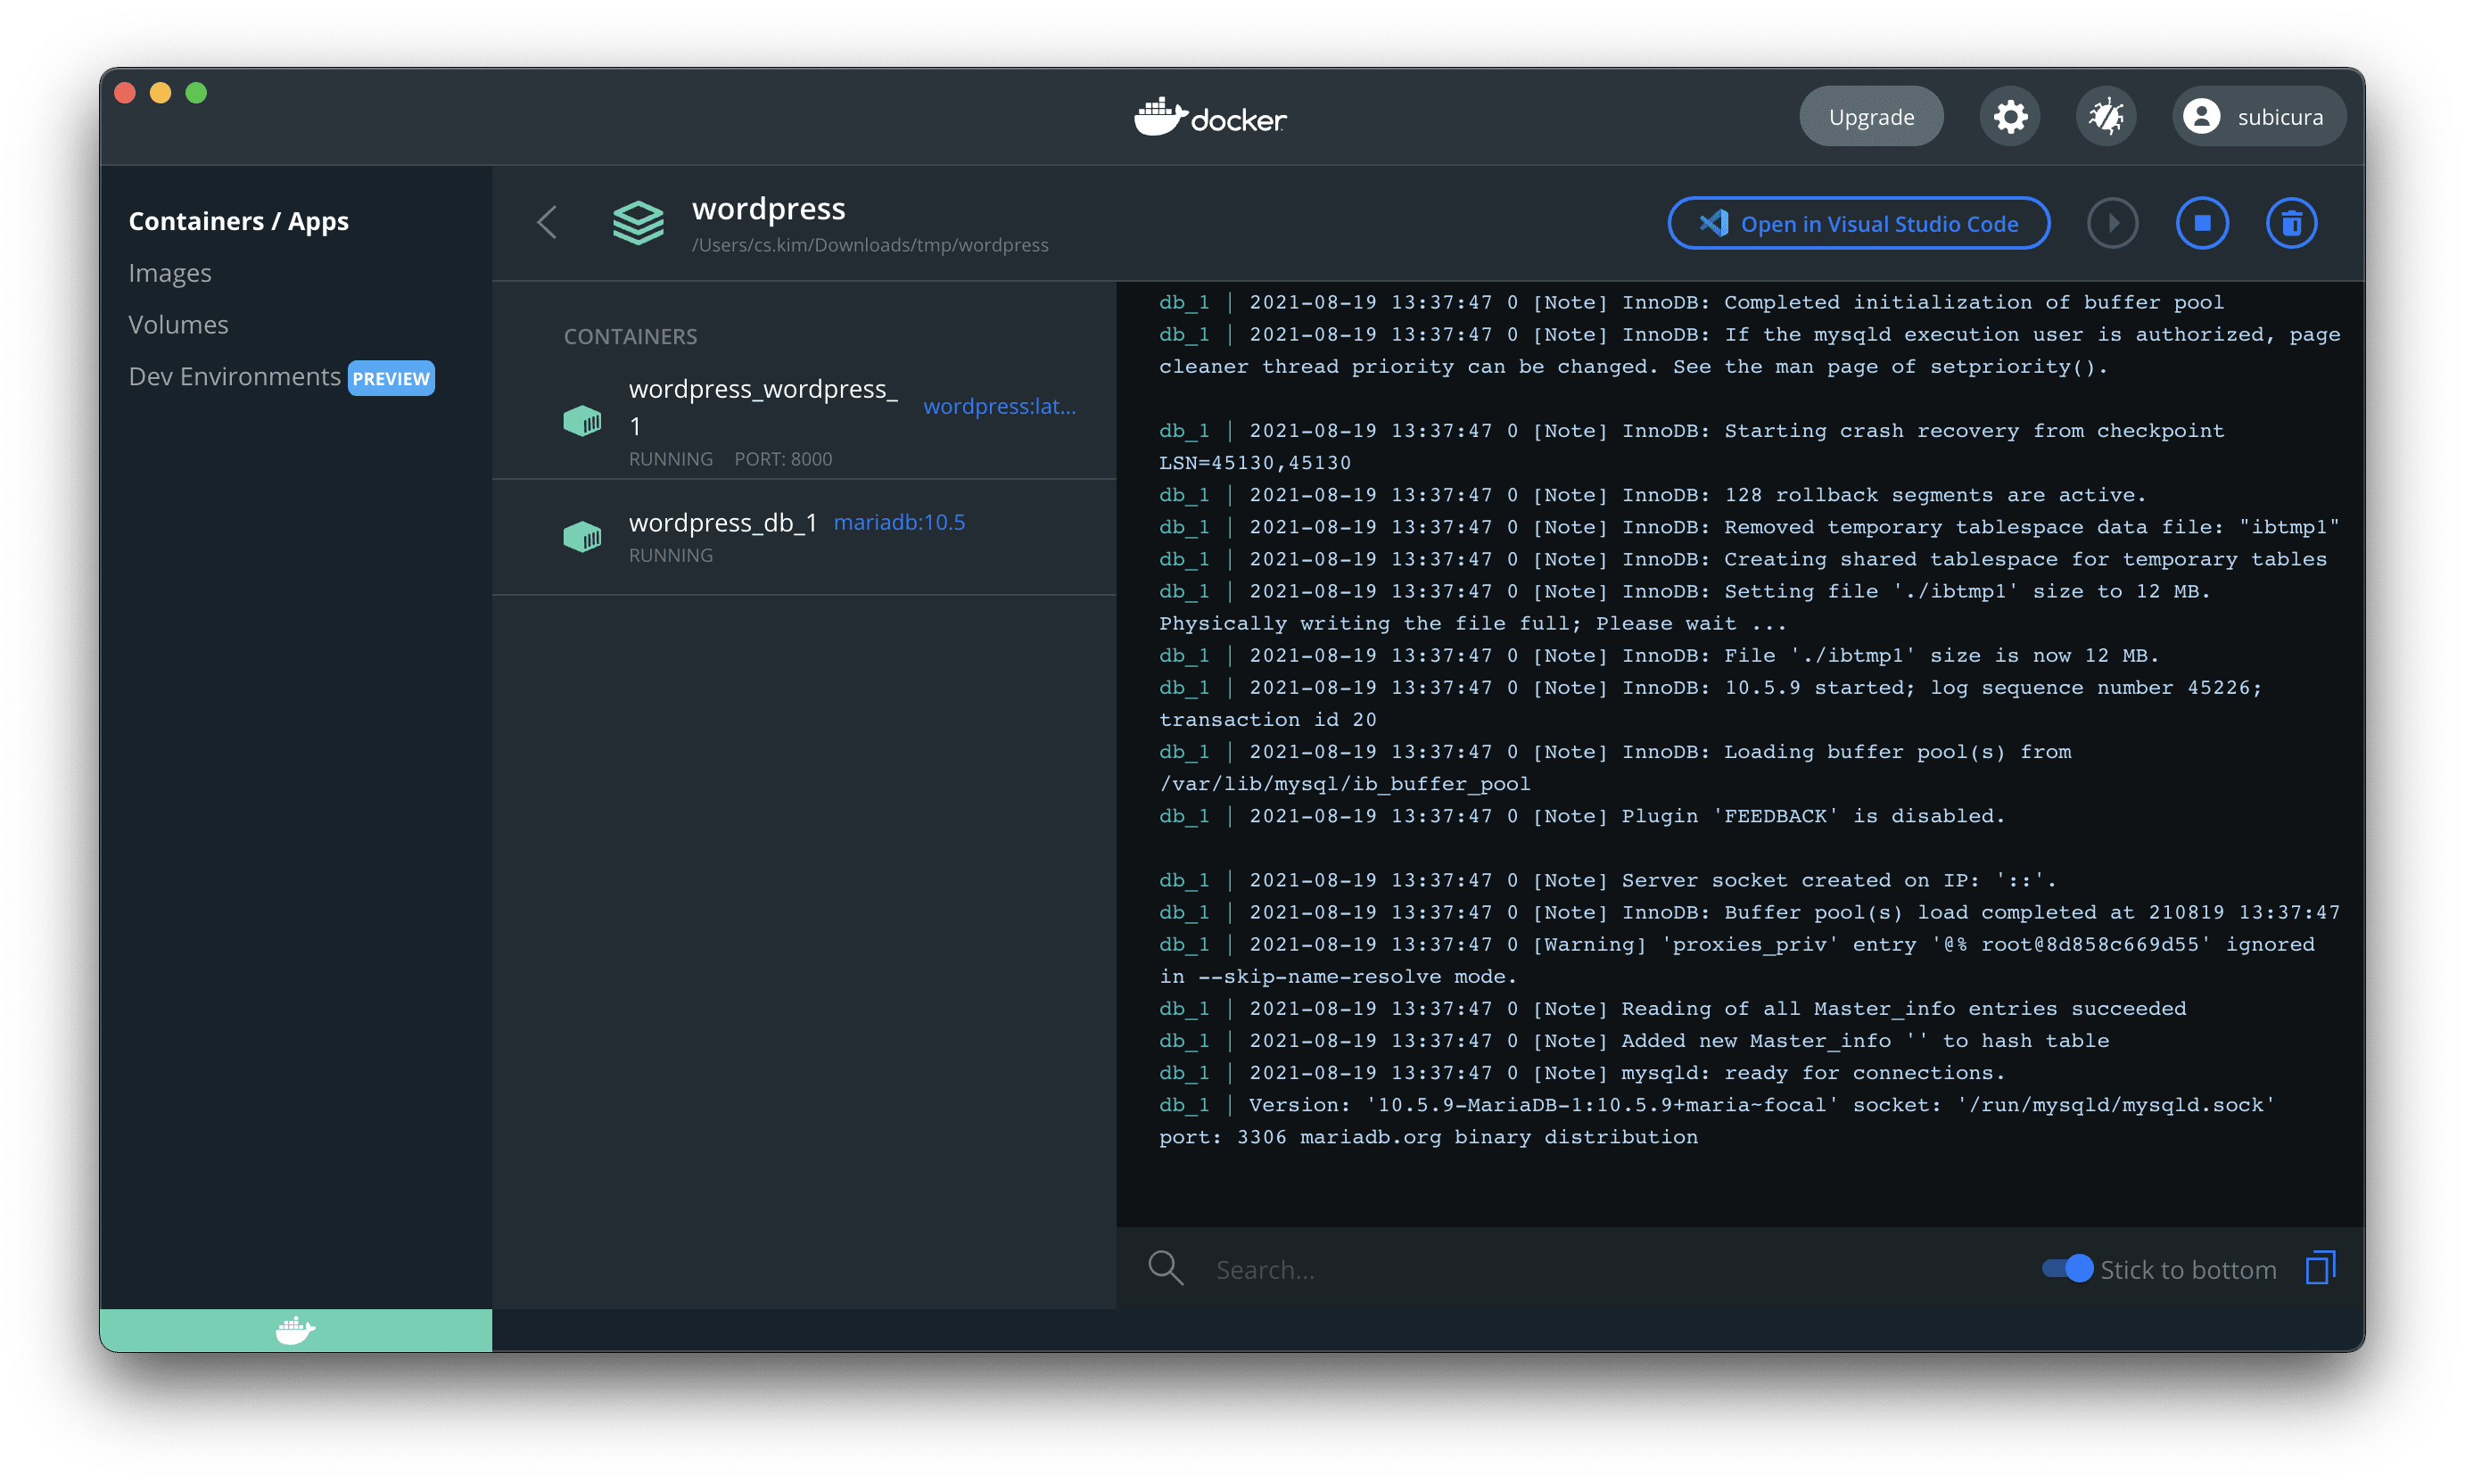 docker
Upgrade
subicura
Containers / Apps
Images
Volumes
Dev Environments PREVIEW
wordpress
/Users/cs.kim/Downloads/tmp/wordpress
Open in Visual Studio Code
CONTAINERS
wordpress_wordpress_
1
wordpress:lat...
RUNNING PORT: 8000
wordpress_db_1 mariadb:10.5
RUNNING
db_1 | 2021-08-19 13:37:47 0 [Note] InnoDB: Completed initialization of buffer pool
db_1 | 2021-08-19 13:37:47 0 [Note] InnoDB: If the mysqld execution user is authorized, page
cleaner thread priority can be changed. See the man page of setpriority().
db_1 | 2021-08-19 13:37:47 0 [Note] InnoDB: Starting crash recovery from checkpoint
LSN=45130,45130
db_1 | 2021-08-19 13:37:47 0 [Note] InnoDB: 128 rollback segments are active.
db_1 | 2021-08-19 13:37:47 0 [Note] InnoDB: Removed temporary tablespace data file: "ibtmp1"
db_1 | 2021-08-19 13:37:47 0 [Note] InnoDB: Creating shared tablespace for temporary tables
db_1 | 2021-08-19 13:37:47 0 [Note] InnoDB: Setting file './ibtmp1' size to 12 MB.
Physically writing the file full; Please wait ...
db_1 | 2021-08-19 13:37:47 0 [Note] InnoDB: File './ibtmp1' size is now 12 MB.
db_1 | 2021-08-19 13:37:47 0 [Note] InnoDB: 10.5.9 started; log sequence number 45226;
transaction id 20
db_1 | 2021-08-19 13:37:47 0 [Note] InnoDB: Loading buffer pool(s) from
/var/lib/mysql/ib_buffer_pool
db_1 | 2021-08-19 13:37:47 0 [Note] Plugin 'FEEDBACK' is disabled.
db_1 | 2021-08-19 13:37:47 0 [Note] Server socket created on IP: '::'.
db_1 | 2021-08-19 13:37:47 0 [Note] InnoDB: Buffer pool(s) load completed at 210819 13:37:47
db_1 | 2021-08-19 13:37:47 0 [Warning] 'proxies_priv' entry '@% root@8d858c669d55' ignored
in --skip-name-resolve mode.
db_1 | 2021-08-19 13:37:47 0 [Note] Reading of all Master_info entries succeeded
db_1 | 2021-08-19 13:37:47 0 [Note] Added new Master_info '' to hash table
db_1 | 2021-08-19 13:37:47 0 [Note] mysqld: ready for connections.
db_1 | Version: '10.5.9-MariaDB-1:10.5.9+maria~focal' socket: '/run/mysqld/mysqld.sock'
port: 3306 mariadb.org binary distribution
Search...
Stick to bottom